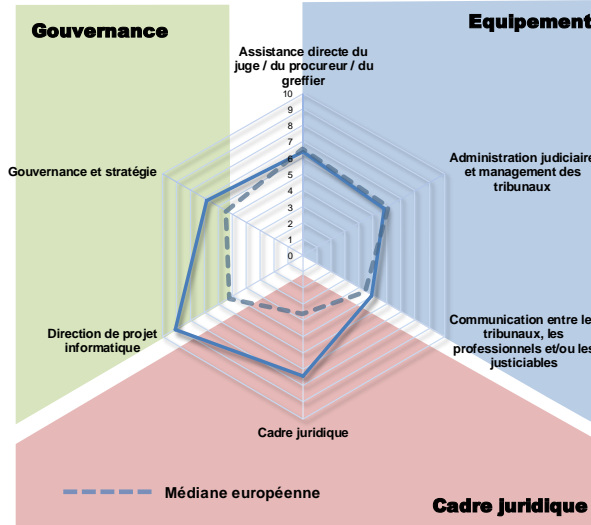 Gouvernance
Equipement
Assistance directe du
juge / du procureur / du
greffier
10
9
8
7
6
5
4
3
2
1
0
Gouvernance et stratégie
Administration judiciaire
et management des
tribunaux
Direction de projet
informatique
Communication entre le
tribunaux, les
professionnels et/ou les
justiciables
Cadre juridique
Médiane européenne
Cadre juridique